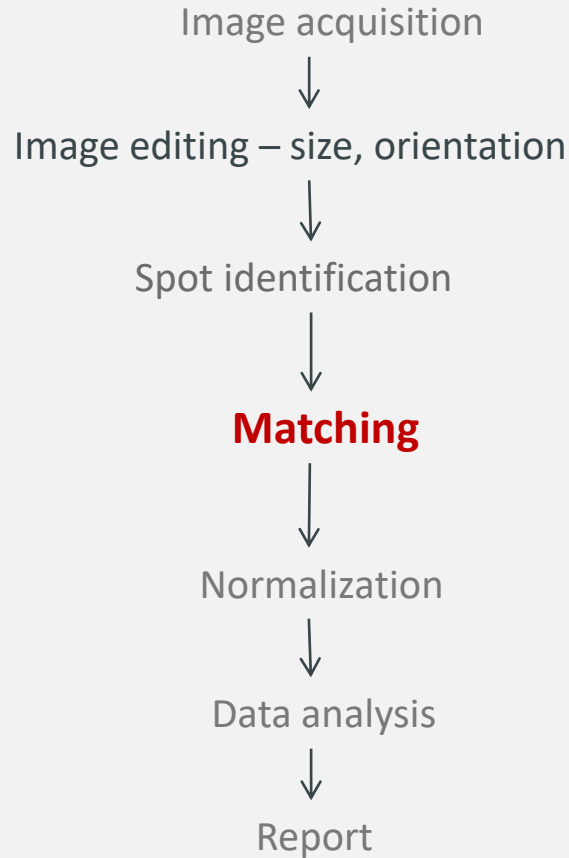 Image acquisition
Image editing – size, orientation
Spot identification
Matching
Normalization
Data analysis
Report